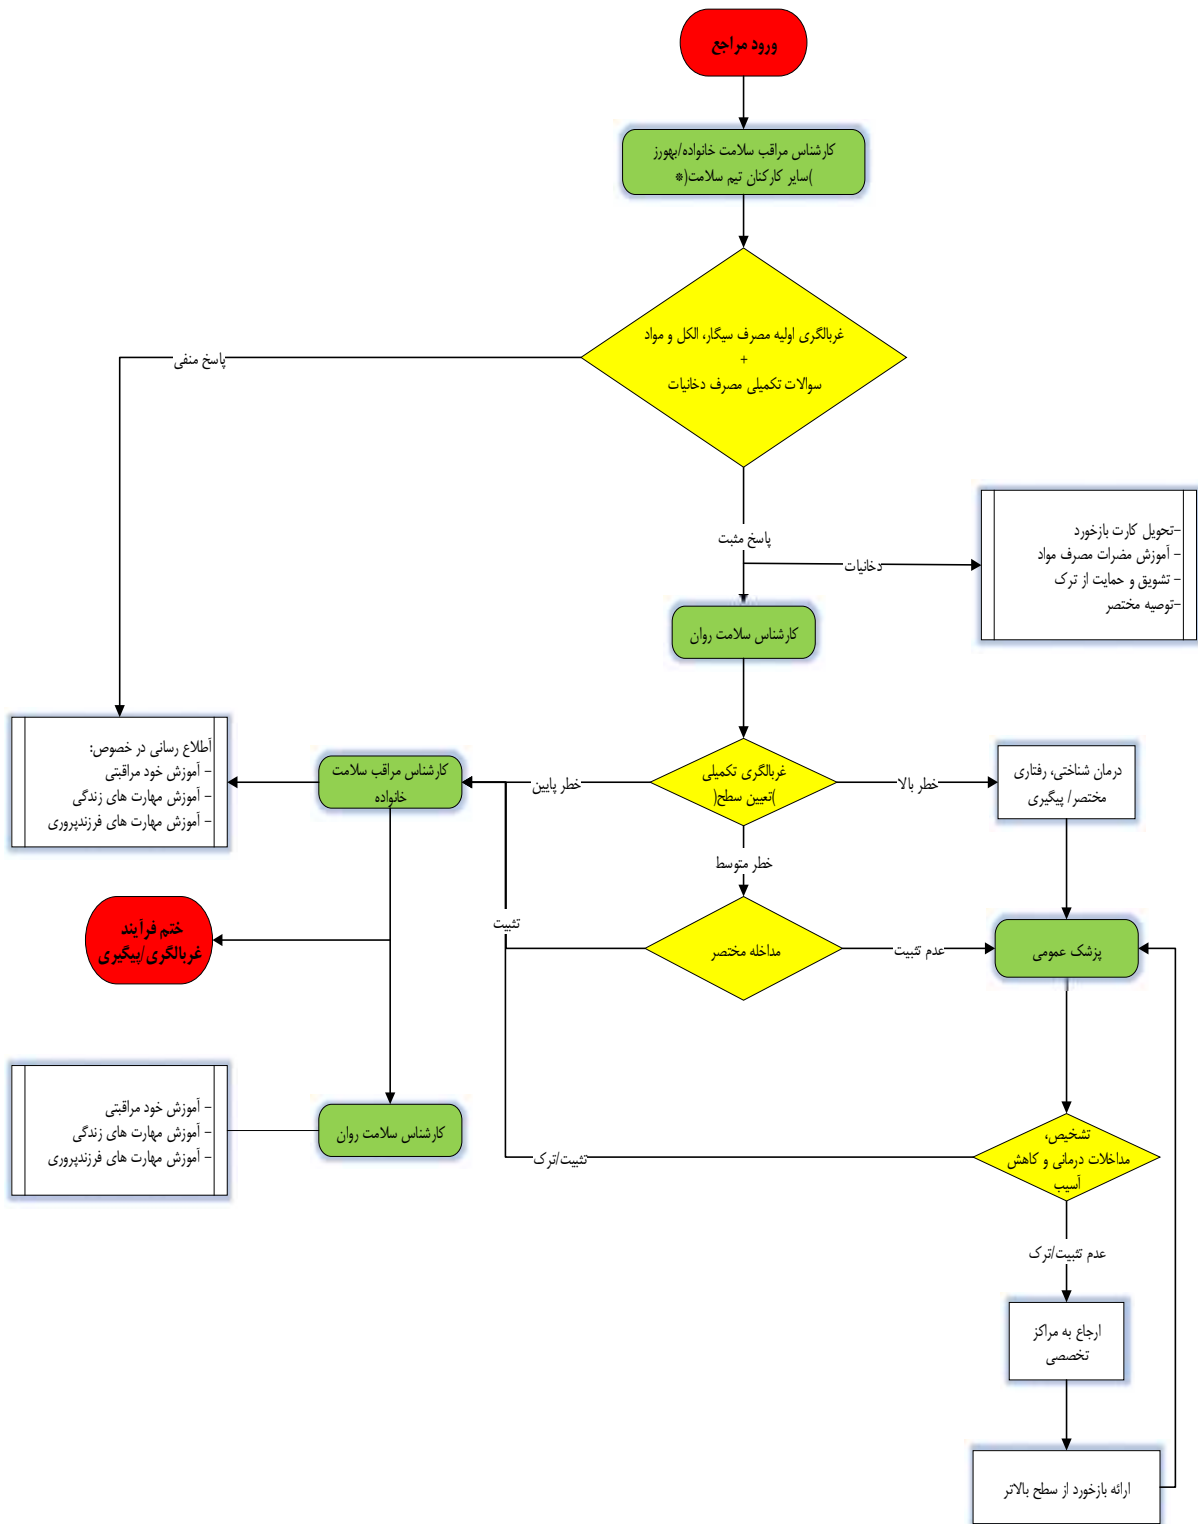 ورود مراجع
کارشناس مراقب سلامت خانواده/بهورز
)سایر کارکنان تیم سلامت(*
غربالگری اولیه مصرف سیگار، الکل و مواد
+
سوالات تکمیلی مصرف دخانیات
پاسخ منفی
پاسخ مثبت
دخانیات
-تحویل کارت بازخورد
- آموزش مضرات مصرف مواد
- تشویق و حمایت از ترک
-توصیه مختصر
کارشناس سلامت روان
غربالگری تکمیلی
)تعیین سطح(
خطر بالا
درمان شناختی، رفتاری
مختصر/ پیگیری
خطر پایین
کارشناس مراقب سلامت
خانواده
أطلاع رسانی در خصوص:
- آموزش خود مراقبتی
- آموزش مهارت های زندگی
- آموزش مهارت های فرزندپروری
خطر متوسط
مداخله مختصر
تثبیت
عدم تثبیت
پزشک عمومی
ختم فرآیند
غربالگری/پیگیری
کارشناس سلامت روان
- آموزش خود مراقبتی
- آموزش مهارت های زندگی
- آموزش مهارت های فرزندپروری
تشخیص،
مداخلات درمانی و کاهش
آسیب
تثبیت/ترک
عدم تثبیت/ترک
ارجاع به مراکز
تخصصی
ارائه بازخورد از سطح بالاتر